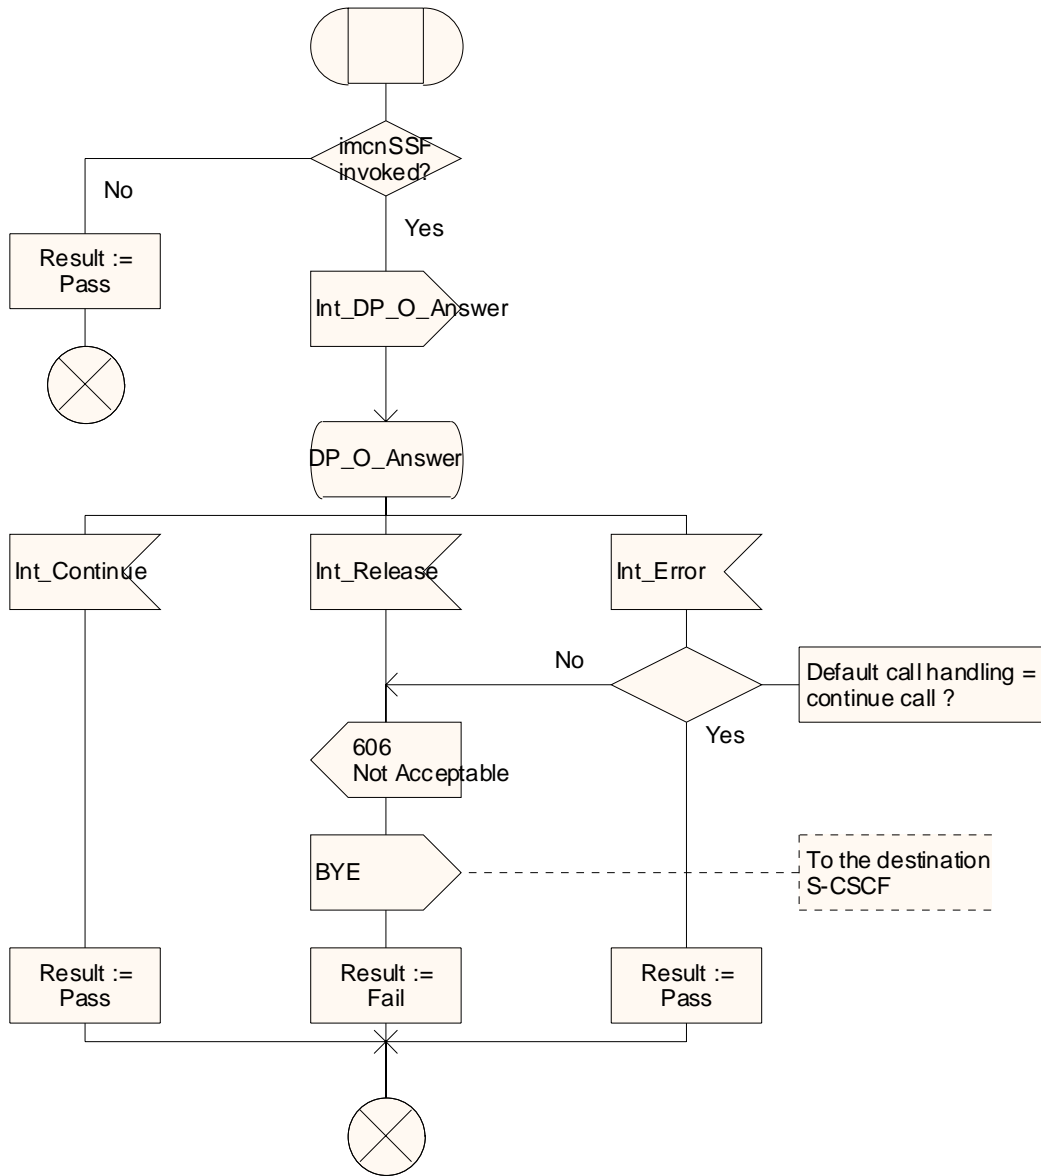 imcnSSF
invoked?
No
Yes
Result :=
Pass
Int_DP_O_Answer
DP_O_Answer
Int_Continue
Int_Release
Int_Error
No
Default call handling =
continue call ?
Yes
606
Not Acceptable
BYE
To the destination
S-CSCF
Result :=
Pass
Result :=
Fail
Result :=
Pass